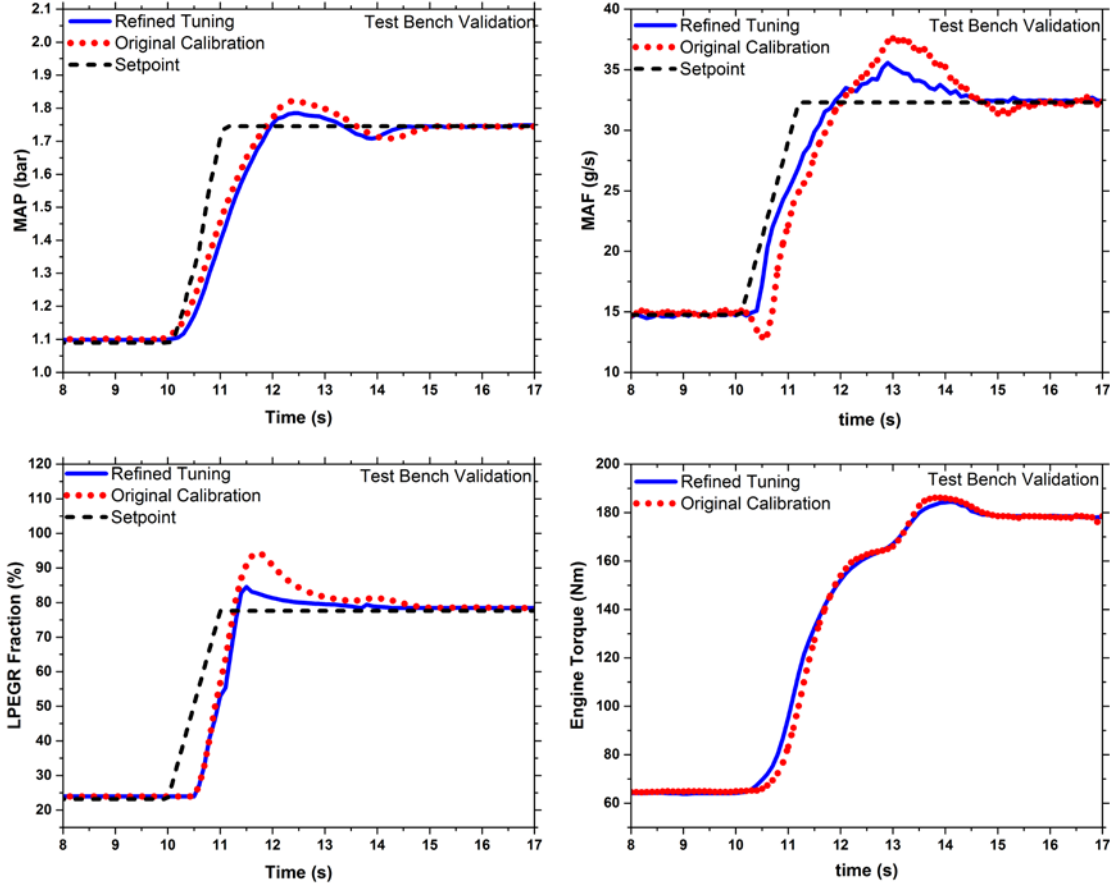 2.1
2.0
1.9
1.8
1.7
1.6
1.5
1.4
1.3
1.2
1.1
1.0
MAP (bar)
Refined Tuning
Original Calibration
Setpoint
Test Bench Validation
8 9 10 11 12 13 14 15 16 17
Time (s)
40
35
30
25
20
15
10
MAF (g/s)
Refined Tuning
Original Calibration
Setpoint
Test Bench Validation
8 9 10 11 12 13 14 15 16 17
time (s)
120
110
100
90
80
70
60
50
40
30
20
LPEGR Fraction (%)
Refined Tuning
Original Calibration
Setpoint
Test Bench Validation
8 9 10 11 12 13 14 15 16 17
Time (s)
200
180
160
140
120
100
80
60
Engine Torque (Nm)
Refined Tuning
Original Calibration
Test Bench Validation
8 9 10 11 12 13 14 15 16 17
time (s)